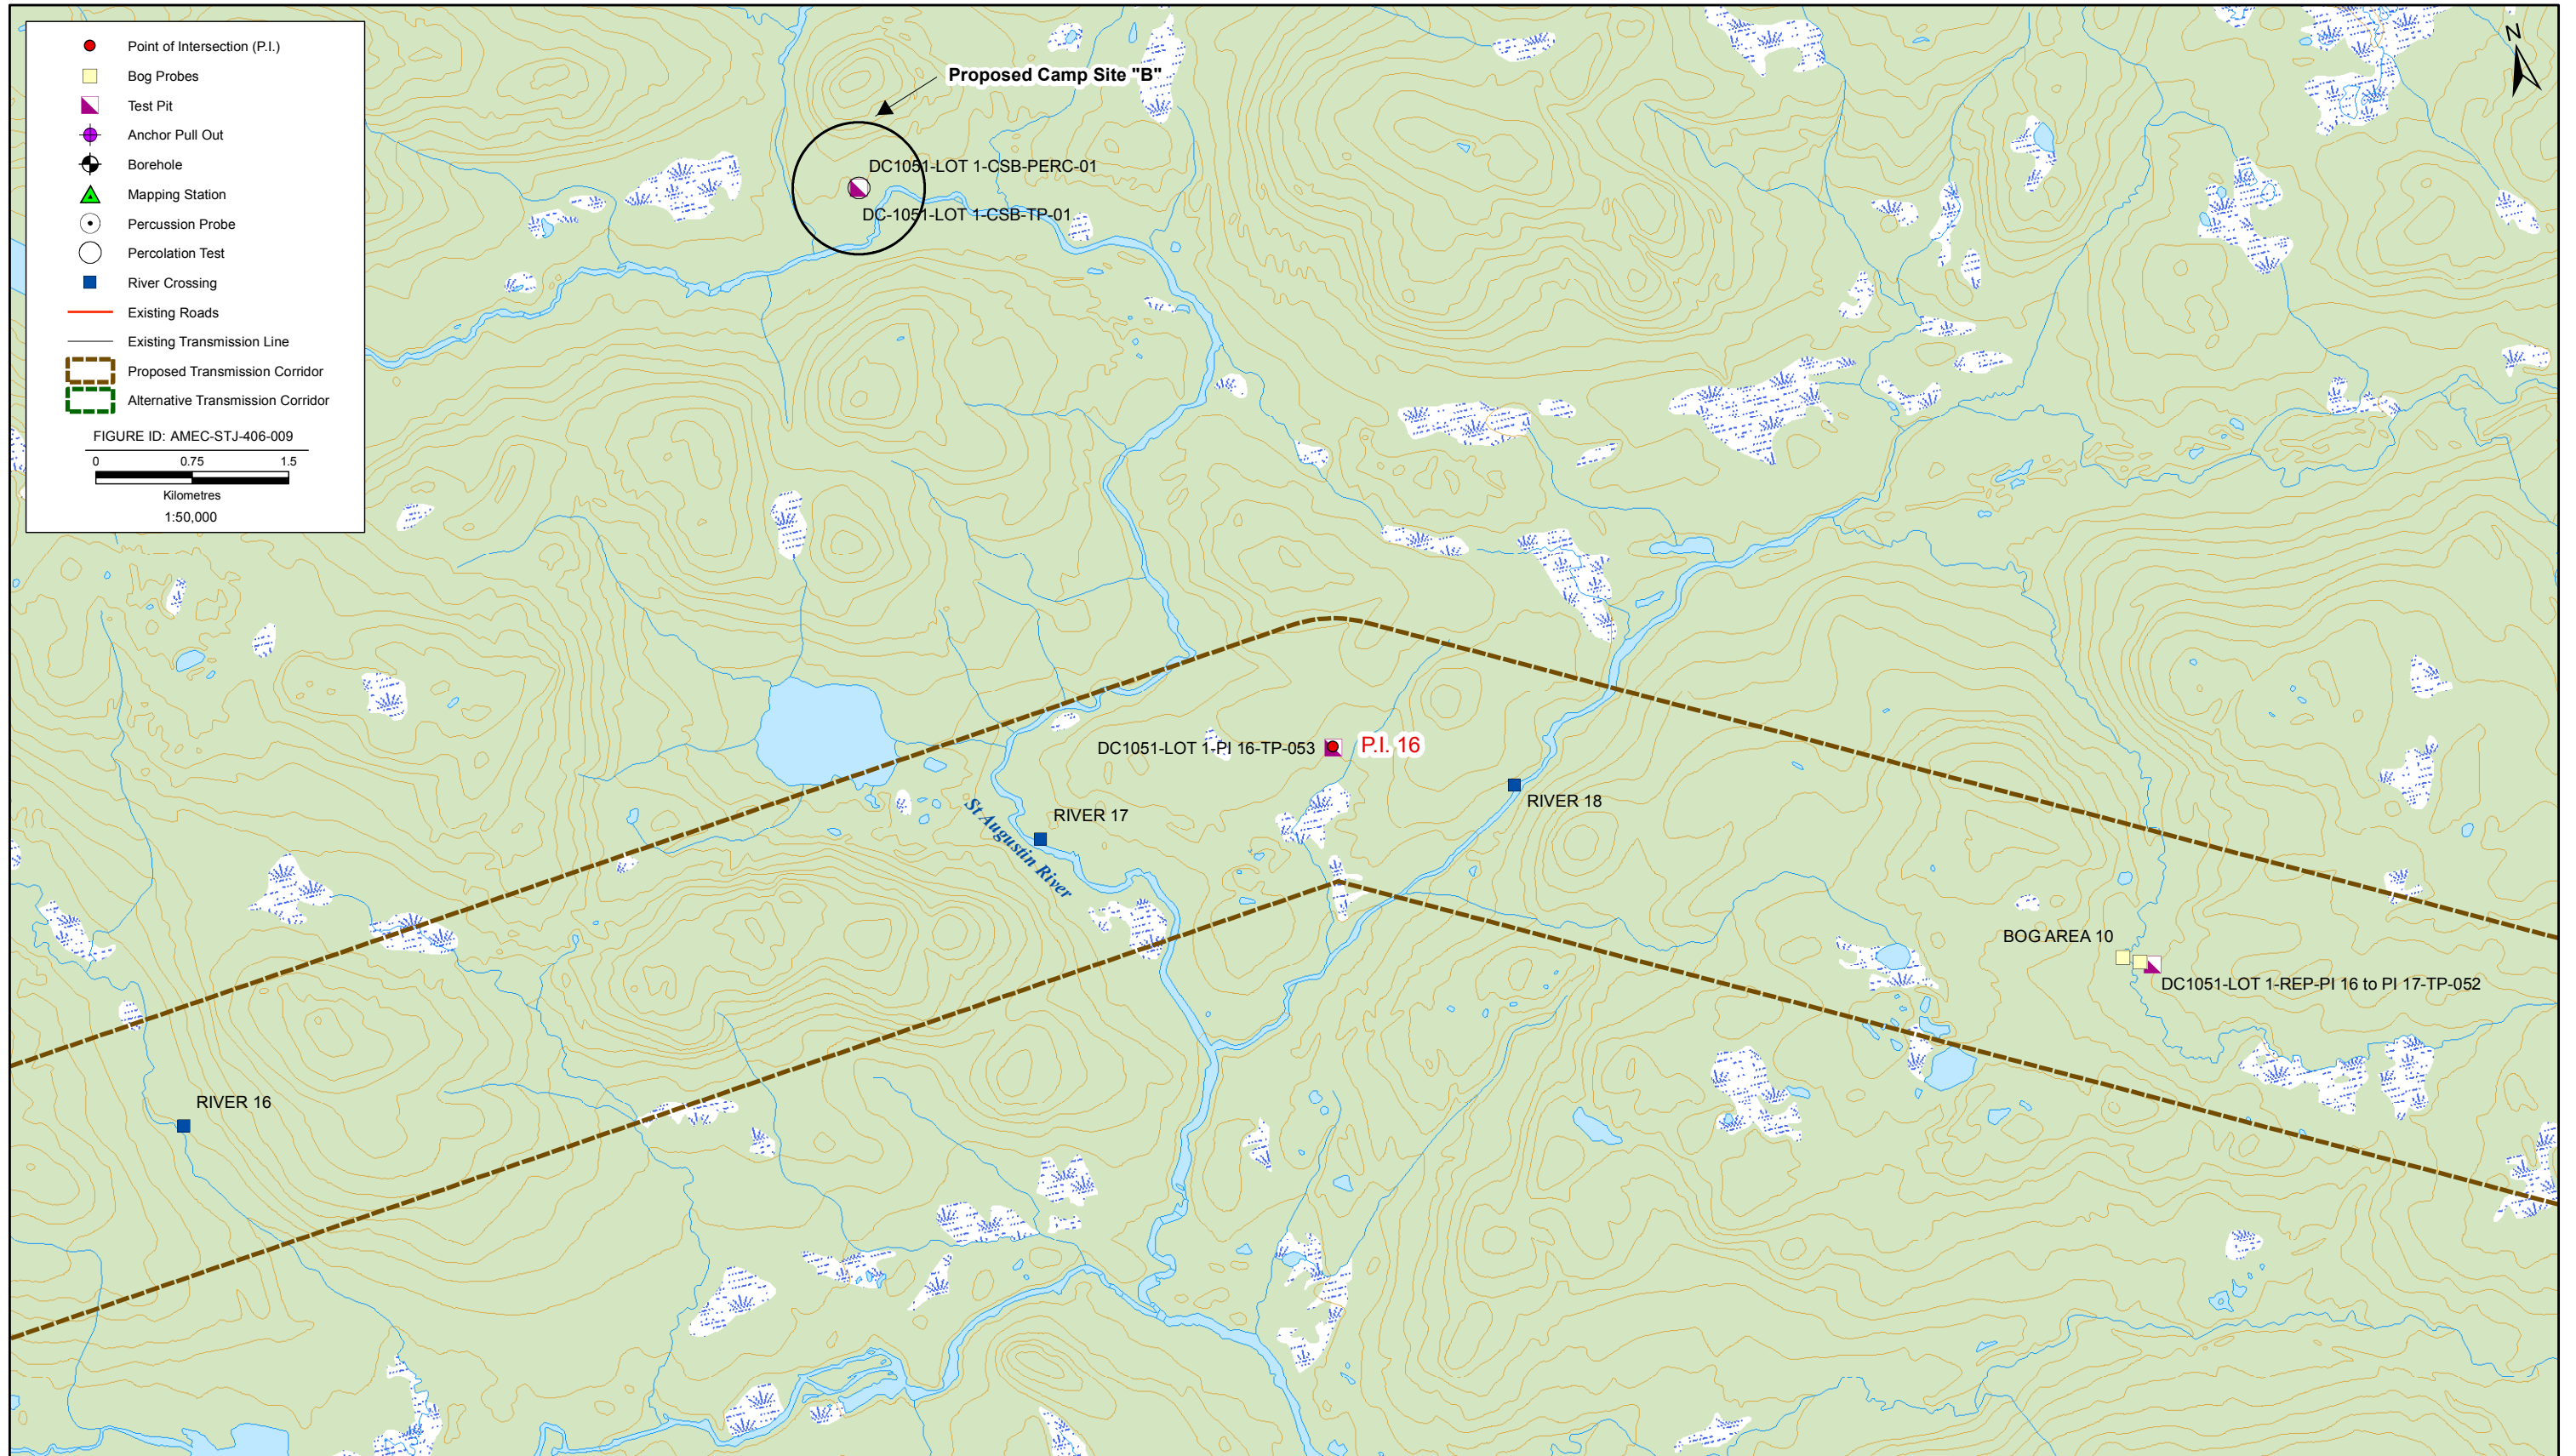 Point of Intersection (P.I.)
Bog Probes
Test Pit
Anchor Pull Out
Borehole
Mapping Station
Percussion Probe
Percolation Test
River Crossing
Existing Roads
Existing Transmission Line
Proposed Transmission Corridor
Alternative Transmission Corridor
FIGURE ID: AMEC-STJ-406-009
0 0.75 1.5
Kilometres
1:50,000
N
Proposed Camp Site "B"
DC1051-LOT 1-CSB-PERC-01
DC-1051-LOT 1-CSB-TP-01
DC1051-LOT 1-PI 16-TP-053
P.I. 16
RIVER 18
RIVER 17
St Augustin River
BOG AREA 10
DC1051-LOT 1-REP-PI 16 to PI 17-TP-052
RIVER 16